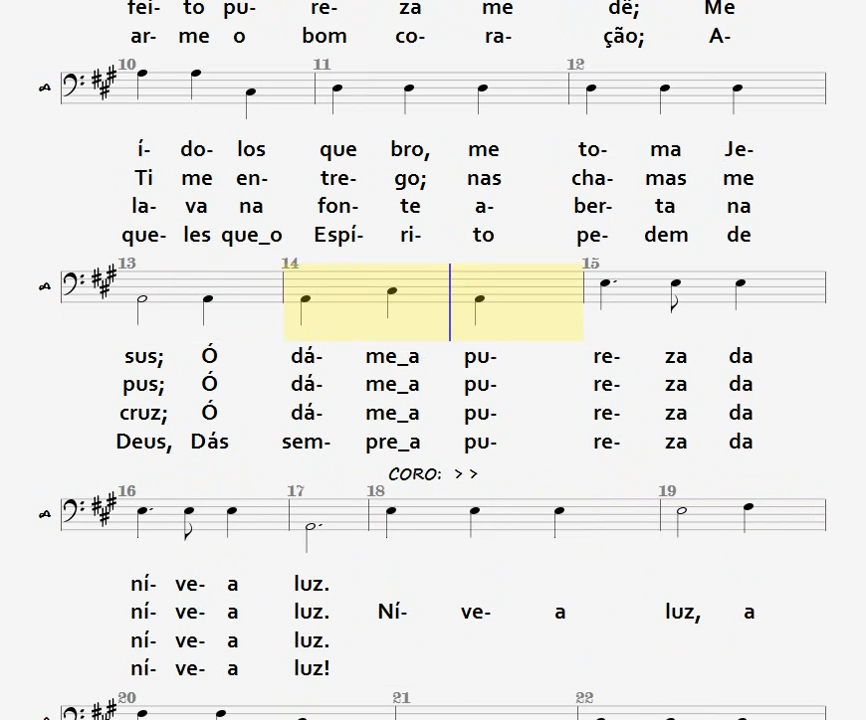 fei- to pu- re- za me dê; Me
ar- me o bom co- ra- ção; A-
10 11 12
í- do- los que bro, me to- ma Je-
Ti me en- tre- go; nas cha- mas me
la- va na fon- te a- ber- ta na
que- les que_o Espí- ri- to pe- dem de
13 14 15
sus; Ó dá- me_a pu- re- za da
pus; Ó dá- me_a pu- re- za da
cruz; Ó dá- me_a pu- re- za da
Deus, Dás sem- pre_a pu- re- za da
CORO: > >
16 17 18 19
ní- ve- a luz.
ní- ve- a luz. Ní- ve- a luz, a
ní- ve- a luz.
ní- ve- a luz!
20 21 22